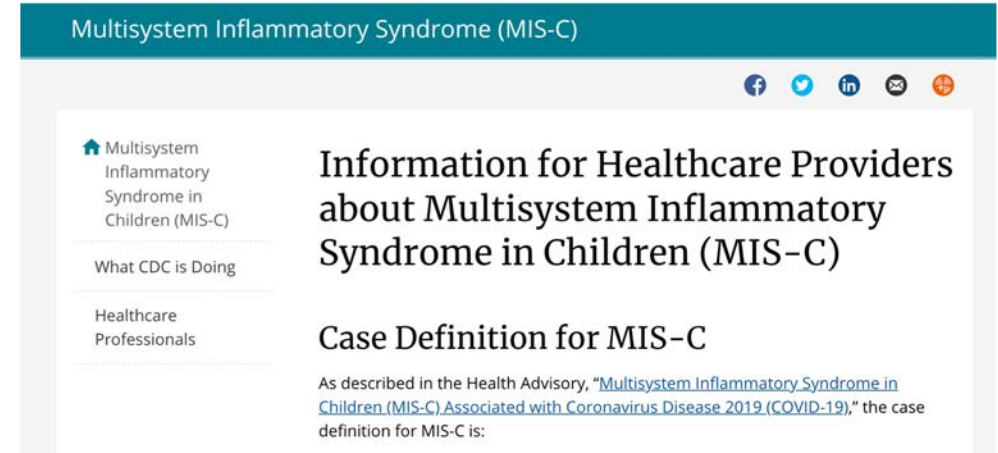 Multisystem Inflammatory Syndrome (MIS-C)
Multisystem
Inflammatory
Syndrome in
Children (MIS-C)
What CDC is Doing
Healthcare
Professionals
Information for Healthcare Providers
about Multisystem Inflammatory
Syndrome in Children (MIS-C)
Case Definition for MIS-C
As described in the Health Advisory, “Multisystem Inflammatory Syndrome in
Children (MIS-C) Associated with Coronavirus Disease 2019 (COVID-19),” the case
definition for MIS-C is: